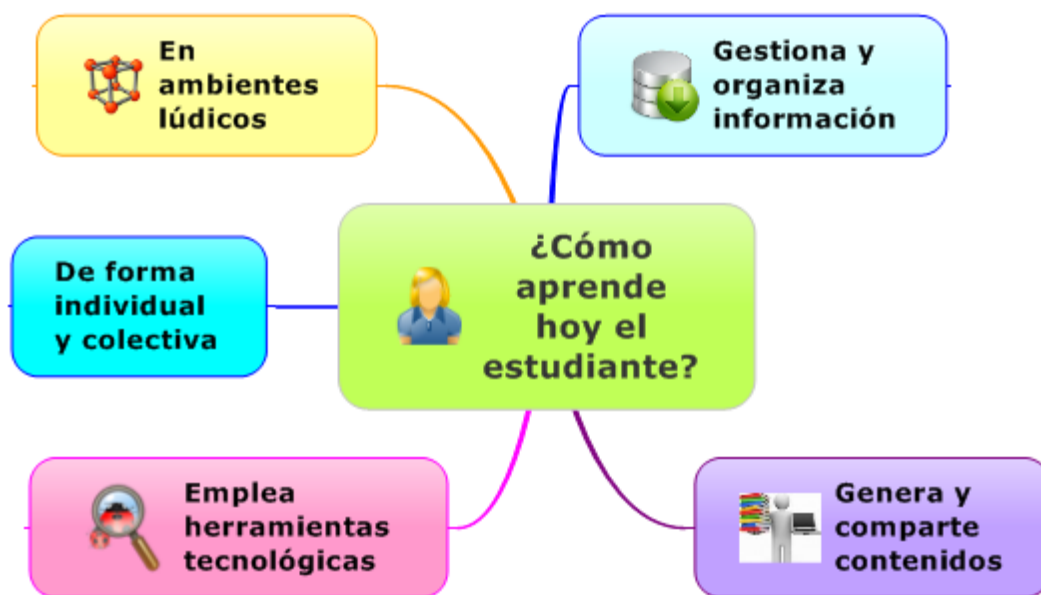 En
ambientes
lúdicos
Gestiona y
organiza
información
De forma
individual
y colectiva
¿Cómo
aprende
hoy el
estudiante?
Emplea
herramientas
tecnológicas
Genera y
comparte
contenidos